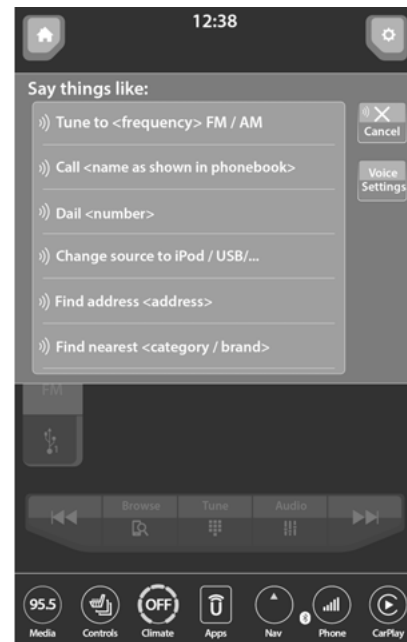 12:38
Say things like:
Tune to <frequency> FM / AM
Cancel
Call <name as shown in phonebook>
Voice
Settings
Dail <number>
Change source to iPod / USB/...
Find address <address>
Find nearest <category / brand>
FM
1
Browse Tune Audio
95.5 OFF
Media Controls Climate Apps Nav Phone CarPlay